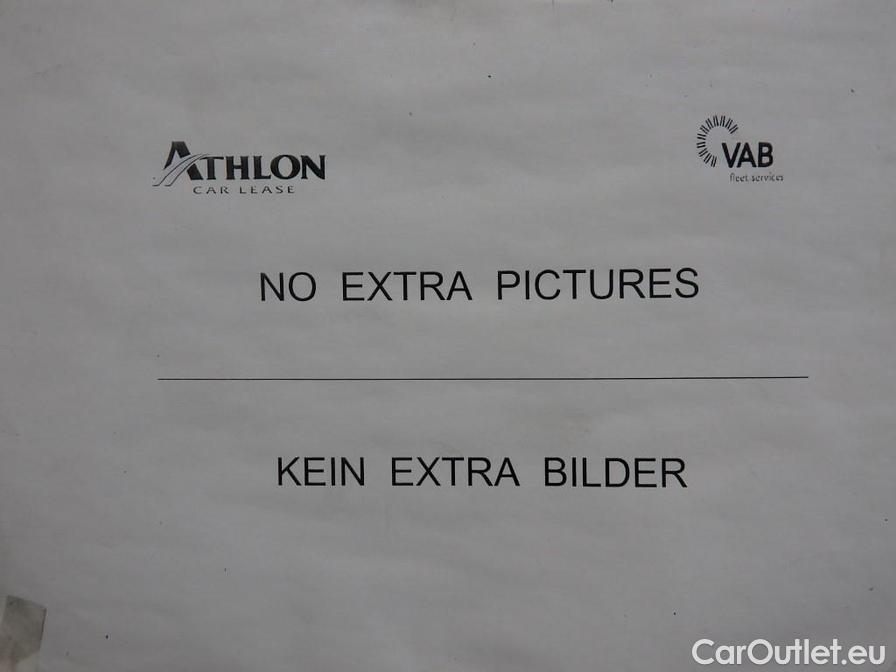 ATHLON
CAR LEASE
VAB
fleet services
NO EXTRA PICTURES
KEIN EXTRA BILDER
CarOutlet.eu